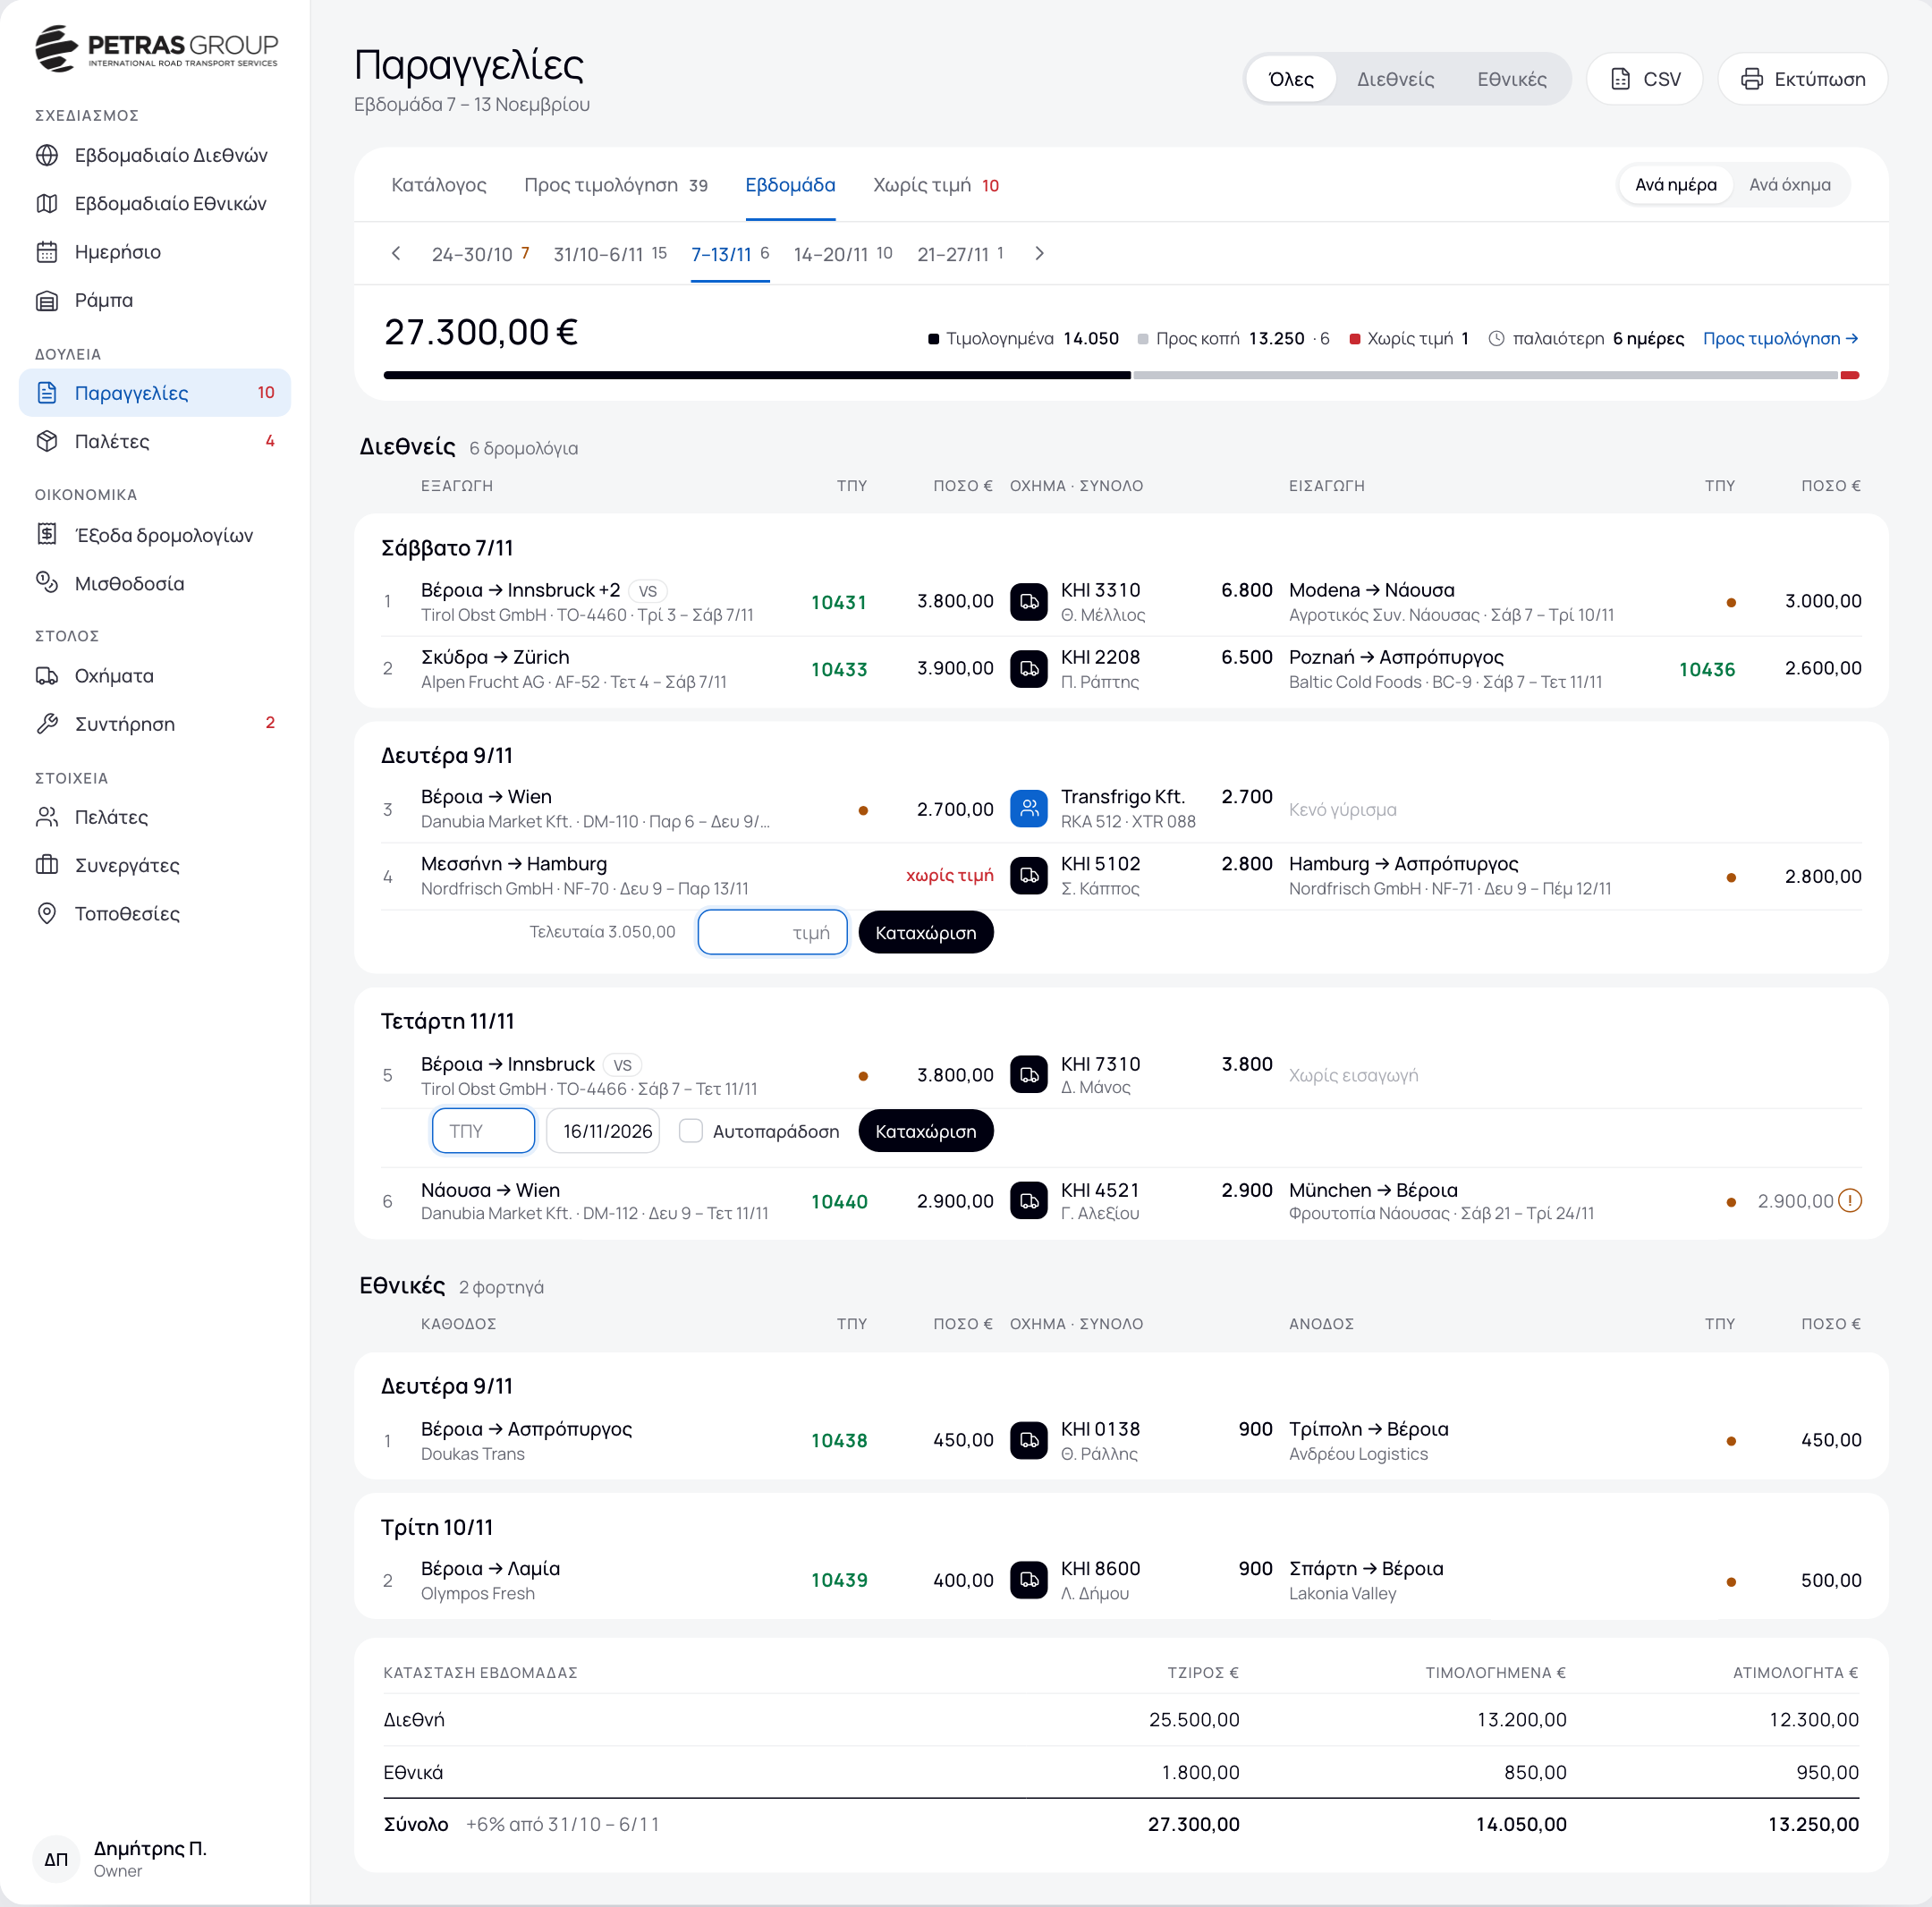 PETRAS GROUP
INTERNATIONAL ROAD TRANSPORT SERVICES
ΣΧΕΔΙΑΣΜΟΣ
Εβδομαδιαίο Διεθνών
Εβδομαδιαίο Εθνικών
Ημερήσιο
Ράμπα
ΔΟΥΛΕΙΑ
Παραγγελίες 10
Παλέτες 4
ΟΙΚΟΝΟΜΙΚΑ
Έξοδα δρομολογίων
Μισθοδοσία
ΣΤΟΛΟΣ
Οχήματα
Συντήρηση 2
ΣΤΟΙΧΕΙΑ
Πελάτες
Συνεργάτες
Τοποθεσίες
ΔΠ
Δημήτρης Π.
Owner
Παραγγελίες
Εβδομάδα 7 – 13 Νοεμβρίου
Όλες Διεθνείς Εθνικές CSV Εκτύπωση
Κατάλογος Προς τιμολόγηση 39 Εβδομάδα Χωρίς τιμή 10 Ανά ημέρα Ανά όχημα
24–30/10 7 31/10–6/11 15 7–13/11 6 14–20/11 10 21–27/11 1
27.300,00 € Τιμολογημένα 14.050 Προς κοπή 13.250 · 6 Χωρίς τιμή 1 παλαιότερη 6 ημέρες Προς τιμολόγηση →
Διεθνείς 6 δρομολόγια
ΕΞΑΓΩΓΗ ΤΠΥ ΠΟΣΟ € ΟΧΗΜΑ · ΣΥΝΟΛΟ ΕΙΣΑΓΩΓΗ ΤΠΥ ΠΟΣΟ €
Σάββατο 7/11
1 Βέροια → Innsbruck +2 VS 10431 3.800,00 ΚΗΙ 3310 6.800 Modena → Νάουσα 3.000,00
Tirol Obst GmbH · TO-4460 · Τρί 3 – Σάβ 7/11 Θ. Μέλλιος Αγροτικός Συν. Νάουσας · Σάβ 7 – Τρί 10/11
2 Σκύδρα → Zürich 10433 3.900,00 ΚΗΙ 2208 6.500 Poznań → Ασπρόπυργος 10436 2.600,00
Alpen Frucht AG · AF-52 · Τετ 4 – Σάβ 7/11 Π. Ράπτης Baltic Cold Foods · BC-9 · Σάβ 7 – Τετ 11/11
Δευτέρα 9/11
3 Βέροια → Wien 2.700,00 Transfrigo Kft. 2.700 Κενό γύρισμα
Danubia Market Kft. · DM-110 · Παρ 6 – Δευ 9/... RKA 512 · XTR 088
4 Μεσσήνη → Hamburg χωρίς τιμή ΚΗΙ 5102 2.800 Hamburg → Ασπρόπυργος 2.800,00
Nordfrisch GmbH · NF-70 · Δευ 9 – Παρ 13/11 Σ. Κάππος Nordfrisch GmbH · NF-71 · Δευ 9 – Πέμ 12/11
Τελευταία 3.050,00 τιμή Καταχώριση
Τετάρτη 11/11
5 Βέροια → Innsbruck VS 3.800,00 ΚΗΙ 7310 3.800 Χωρίς εισαγωγή
Tirol Obst GmbH · TO-4466 · Σάβ 7 – Τετ 11/11 Δ. Μάνος
ΤΠΥ 16/11/2026 Αυτοπαράδοση Καταχώριση
6 Νάουσα → Wien 10440 2.900,00 ΚΗΙ 4521 2.900 München → Βέροια 2.900,00
Danubia Market Kft. · DM-112 · Δευ 9 – Τετ 11/11 Γ. Αλεξίου Φρουτοπία Νάουσας · Σάβ 21 – Τρί 24/11
Εθνικές 2 φορτηγά
ΚΑΘΟΔΟΣ ΤΠΥ ΠΟΣΟ € ΟΧΗΜΑ · ΣΥΝΟΛΟ ΑΝΟΔΟΣ ΤΠΥ ΠΟΣΟ €
Δευτέρα 9/11
1 Βέροια → Ασπρόπυργος 10438 450,00 ΚΗΙ 0138 900 Τρίπολη → Βέροια 450,00
Doukas Trans Θ. Ράλλης Ανδρέου Logistics
Τρίτη 10/11
2 Βέροια → Λαμία 10439 400,00 ΚΗΙ 8600 900 Σπάρτη → Βέροια 500,00
Olympos Fresh Λ. Δήμου Lakonia Valley
ΚΑΤΑΣΤΑΣΗ ΕΒΔΟΜΑΔΑΣ ΤΖΙΡΟΣ € ΤΙΜΟΛΟΓΗΜΕΝΑ € ΑΤΙΜΟΛΟΓΗΤΑ €
Διεθνή 25.500,00 13.200,00 12.300,00
Εθνικά 1.800,00 850,00 950,00
Σύνολο +6% από 31/10 – 6/11 27.300,00 14.050,00 13.250,00